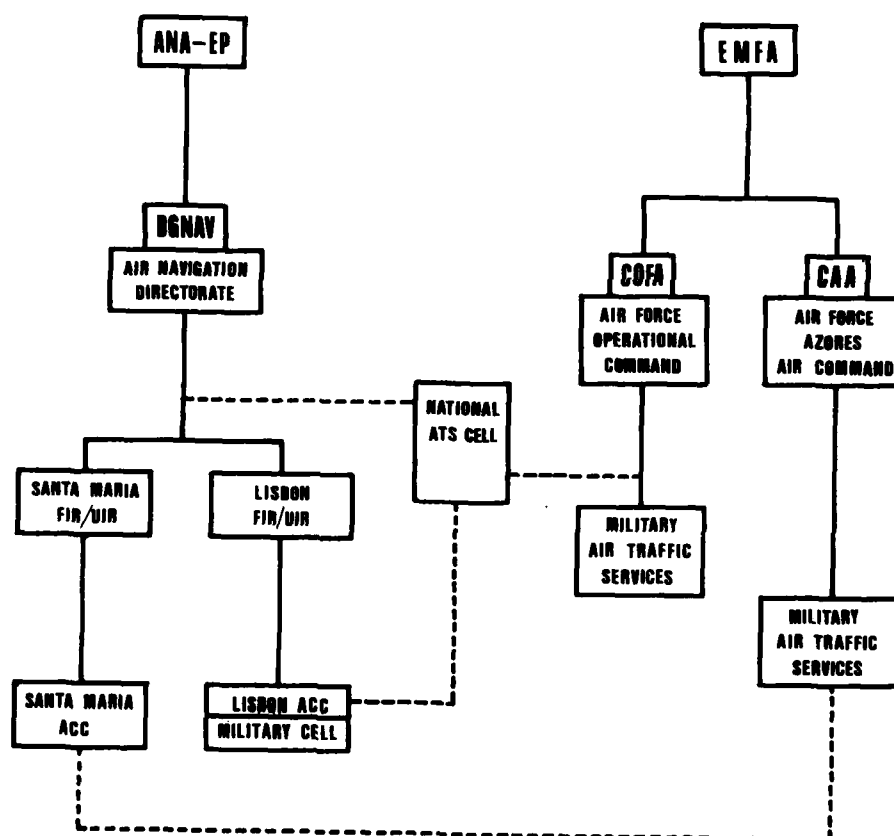 ANA-EP
EMFA
DGNAV
AIR NAVIGATION
DIRECTORATE
COFA
AIR FORCE
OPERATIONAL
COMMAND
CAA
AIR FORCE
AZORES
AIR COMMAND
NATIONAL
ATS CELL
SANTA MARIA
FIR/UIR
LISBON
FIR/UIR
MILITARY
AIR TRAFFIC
SERVICES
MILITARY
AIR TRAFFIC
SERVICES
SANTA MARIA
ACC
LISBON ACC
MILITARY CELL